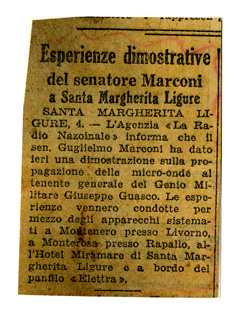 Esperienze dimostrative
del senatore Marconi
a Santa Margherita Ligure
SANTA MARGHERITA LI-
GURE, 4. — L'Agenzia «La Ra-
dio Nazoinale» informa che il
sen. Guglielmo Marconi ha dato
ieri una dimostrazione sulla pro-
pagazione delle micro-onde al
tenente generale del Genio Mi-
litare Giuseppe Guasco. Le espe-
rienze vennero condotte per
mezzo degli apparecchi sistema-
ti a Montenero presso Livorno,
a Monterosa presso Rapallo, al-
l'Hotel Miramare di Santa Mar-
gherita Ligure e a bordo del
panfilo «Elettra».